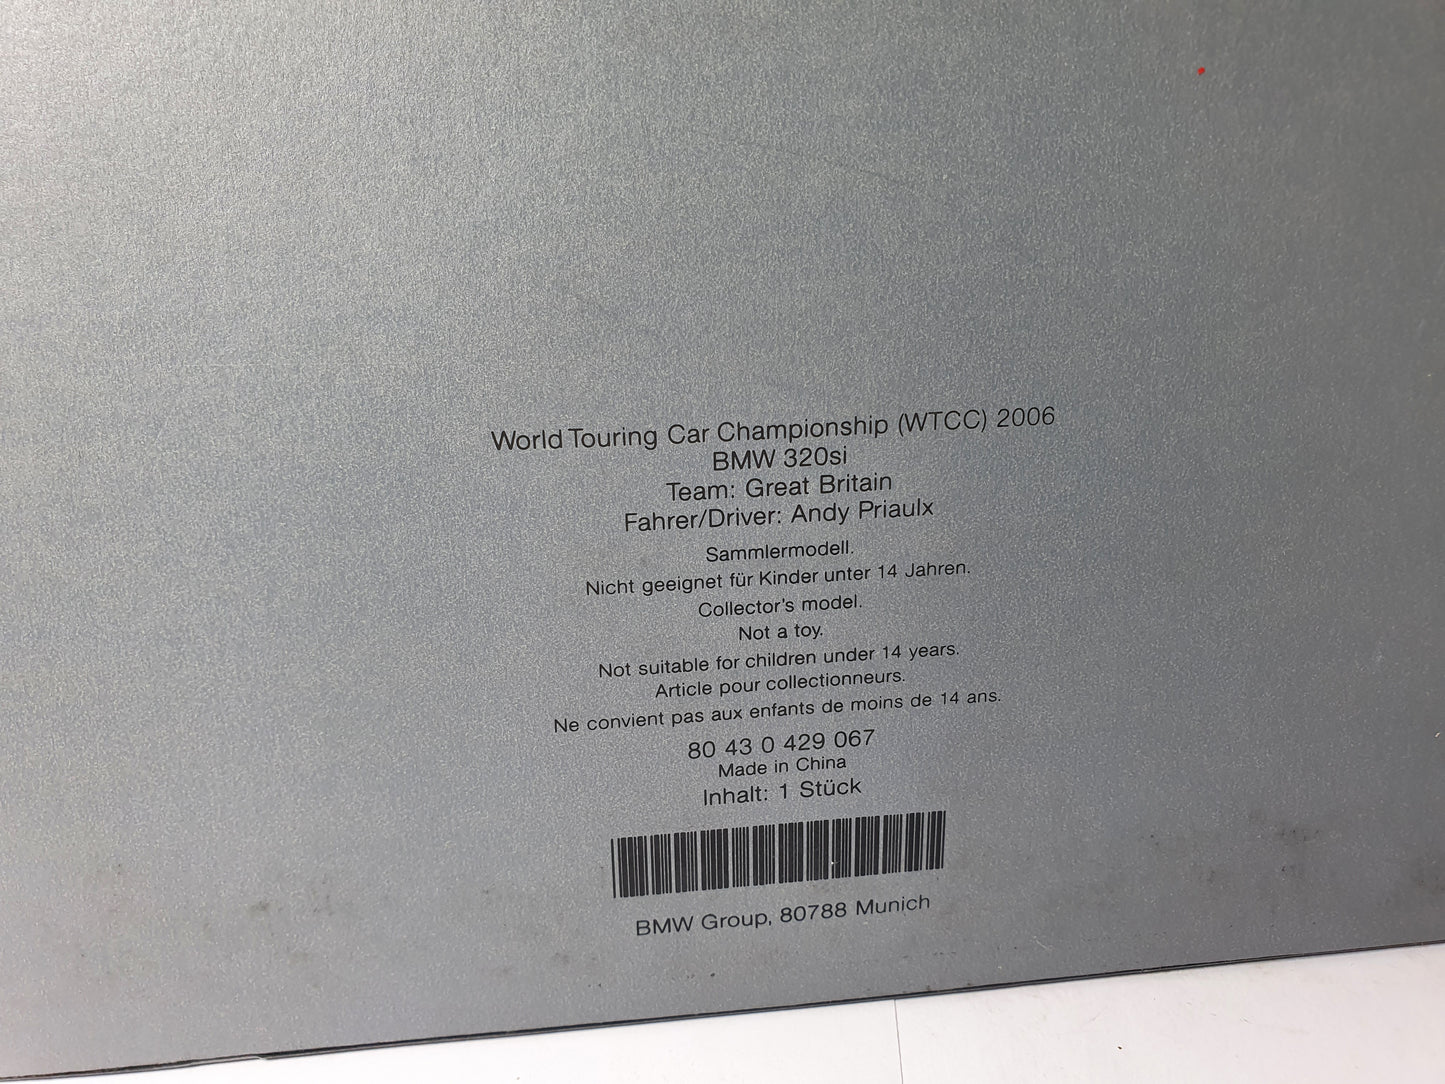 World Touring Car Championship (WTCC) 2006
BMW 320si
Team: Great Britain
Fahrer/Driver: Andy Priaulx
Sammlermodell.
Nicht geeignet für Kinder unter 14 Jahren.
Collector's model.
Not a toy.
Not suitable for children under 14 years.
Article pour collectionneurs.
Ne convient pas aux enfants de moins de 14 ans.
80 43 0 429 067
Made in China
Inhalt: 1 Stück
BMW Group, 80788 Munich